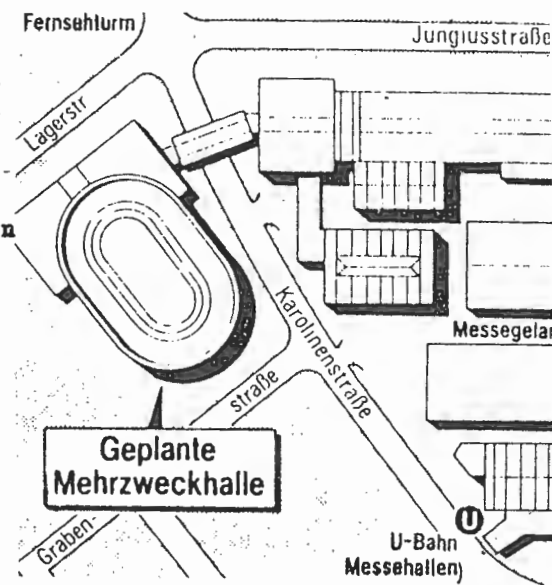 Fernsehturm
Jungiusstraße
Lagerstr
n
Karolinenstraße
Messegelän
straße
Geplante
Mehrzweckhalle
Graben-
U
U-Bahn
Messehallen